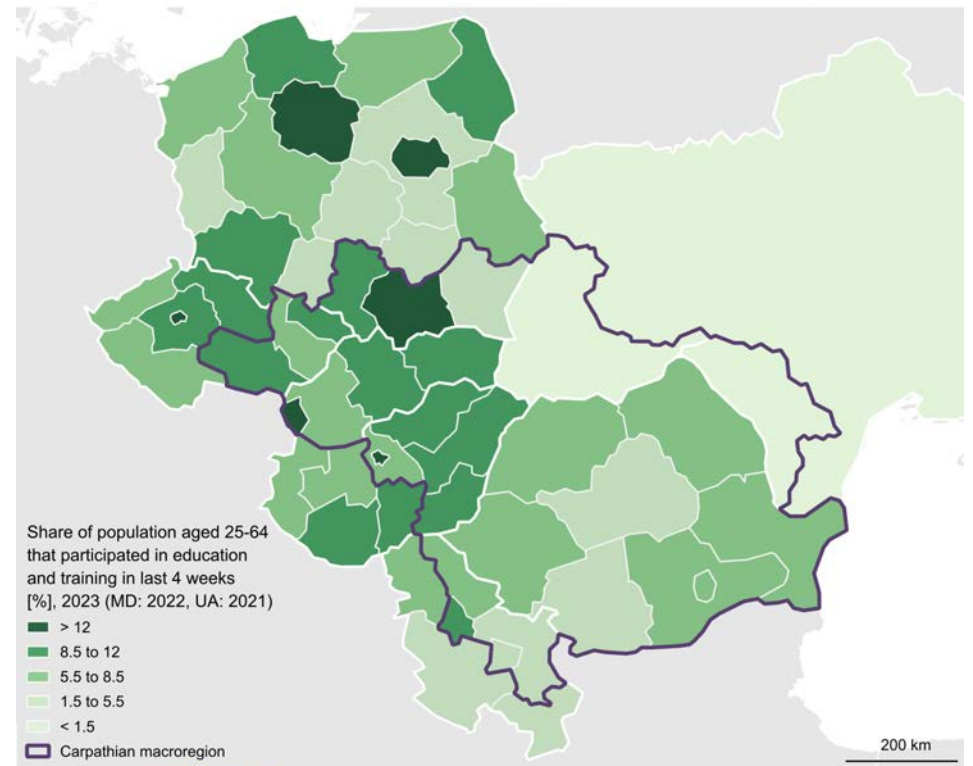 Share of population aged 25-64
that participated in education
and training in last 4 weeks
[%], 2023 (MD: 2022, UA: 2021)
> 12
8.5 to 12
5.5 to 8.5
1.5 to 5.5
< 1.5
Carpathian macroregion
200 km